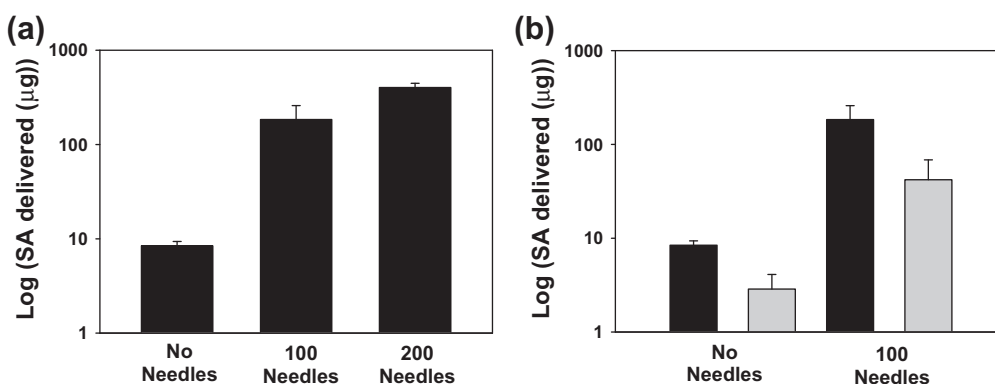 (a)
Log (SA delivered (μg))
1000
100
10
1
No
Needles
100
Needles
200
Needles
(b)
Log (SA delivered (μg))
1000
100
10
1
No
Needles
100
Needles